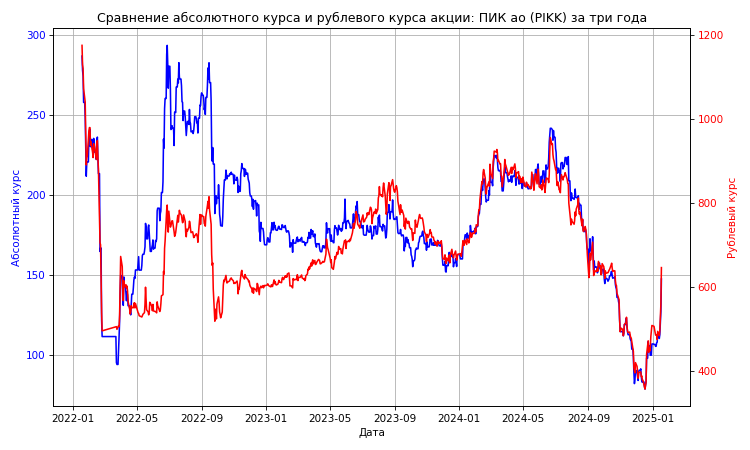 Сравнение абсолютного курса и рублевого курса акции: ПИК ао (PIKK) за три года
300
250
200
150
100
Абсолютный курс
1200
1000
800
600
400
Рублевый курс
2022-01 2022-05 2022-09 2023-01 2023-05 2023-09 2024-01 2024-05 2024-09 2025-01
Дата